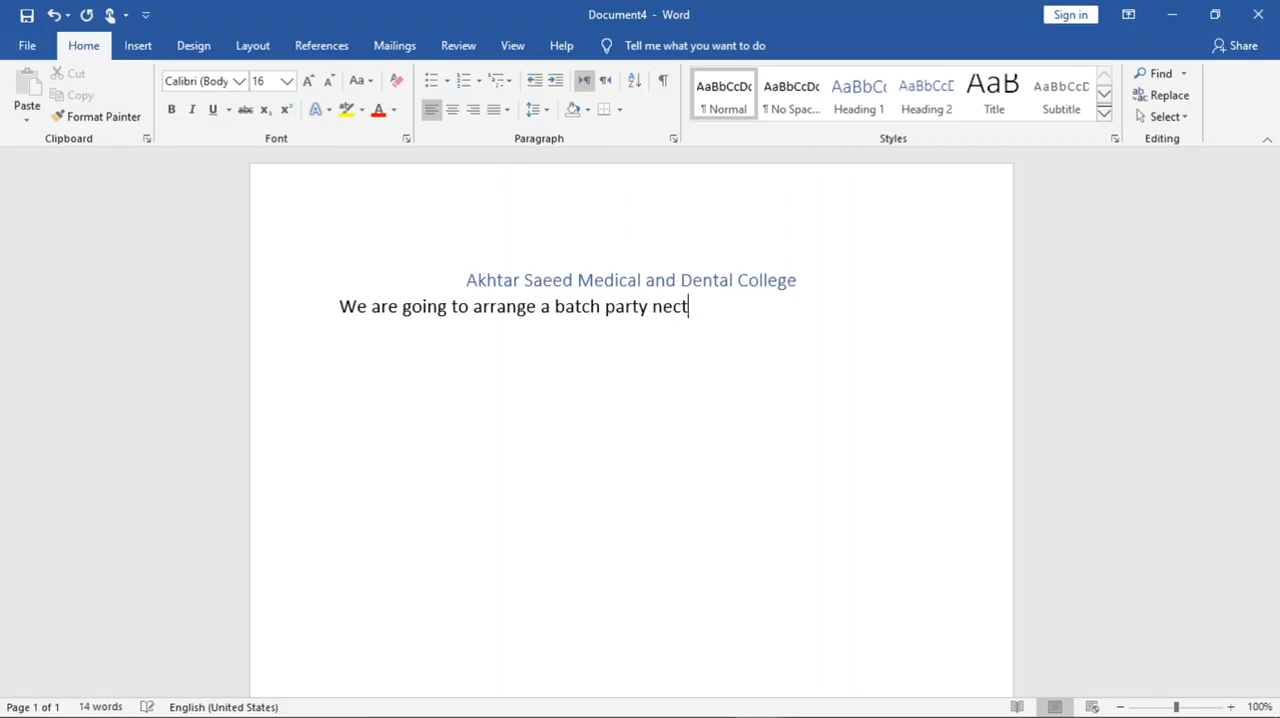 Document4 - Word
Sign in
File Home Insert Design Layout References Mailings Review View Help Tell me what you want to do Share
Paste
Cut
Copy
Format Painter
Clipboard
Calibri (Body 16
Font
Paragraph
AaBbCcDc AaBbCcDc AaBbCc AaBbCcD AaB AaBbCcD
¶ Normal ¶ No Spac... Heading 1 Heading 2 Title Subtitle
Styles
Find
Replace
Select
Editing
Akhtar Saeed Medical and Dental College
We are going to arrange a batch party nect
Page 1 of 1 14 words English (United States) 100%